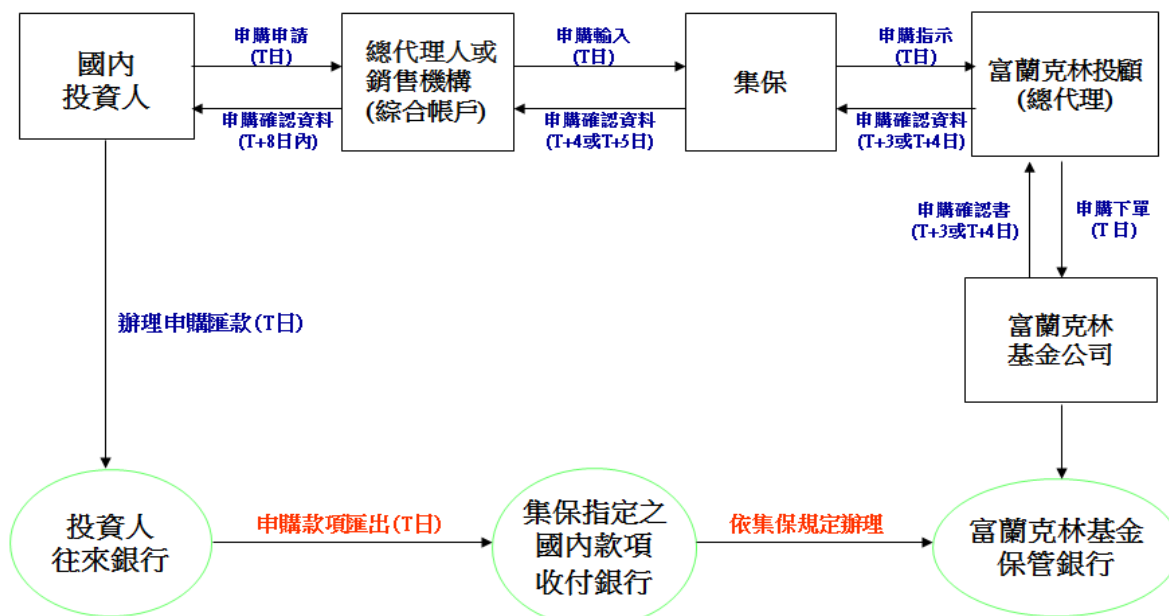 國內
投資人
申購申請
(T日)
申購確認資料
(T+8日內)
總代理人或
銷售機構
(綜合帳戶)
申購輸入
(T日)
申購確認資料
(T+4或T+5日)
集保
申購指示
(T日)
申購確認資料
(T+3或T+4日)
富蘭克林投顧
(總代理)
申購確認書
(T+3或T+4日)
申購下單
(T 日)
辦理申購匯款(T日)
富蘭克林
基金公司
投資人
往來銀行
申購款項匯出(T日)
集保指定之
國內款項
收付銀行
依集保規定辦理
富蘭克林基金
保管銀行